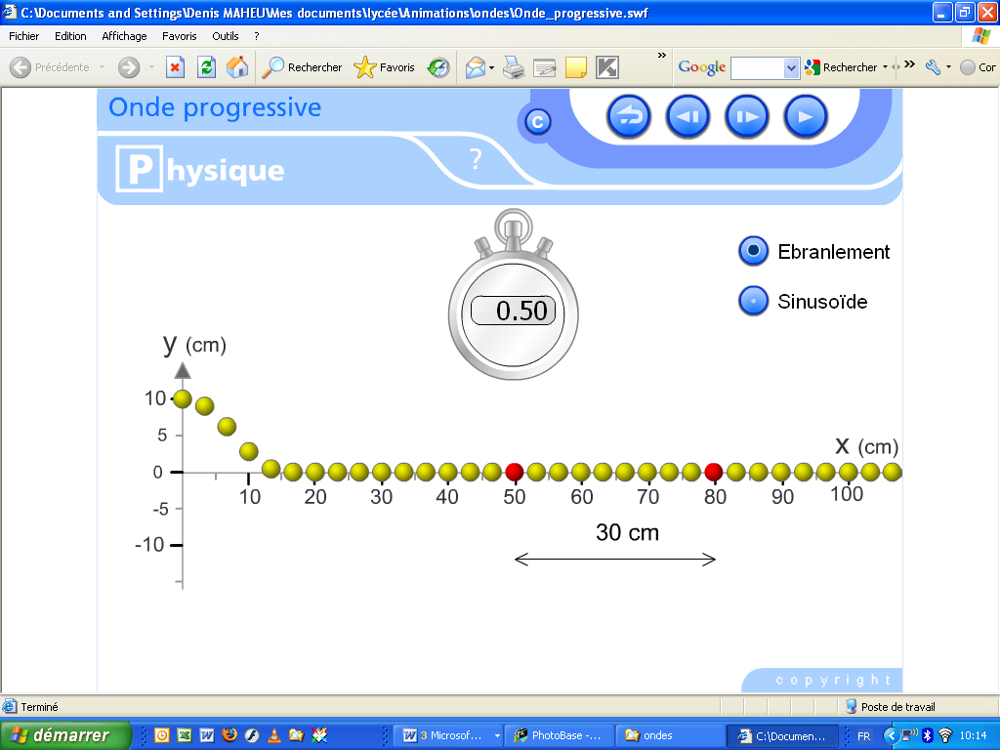 C:\Documents and Settings\Denis MAHEU\Mes documents\lycée\Animations\ondes\Onde_progressive.swf
Fichier Edition Affichage Favoris Outils ?
Précédente Rechercher Favoris Google Rechercher Cor
Onde progressive
C
Physique
?
Ebranlement
0.50
Sinusoïde
y (cm)
10
5
0
-5
-10
x (cm)
10 20 30 40 50 60 70 80 90 100
30 cm
copyright
Terminé Poste de travail
démarrer 3 Microsof... PhotoBase -... ondes C:\Documen... FR 10:14